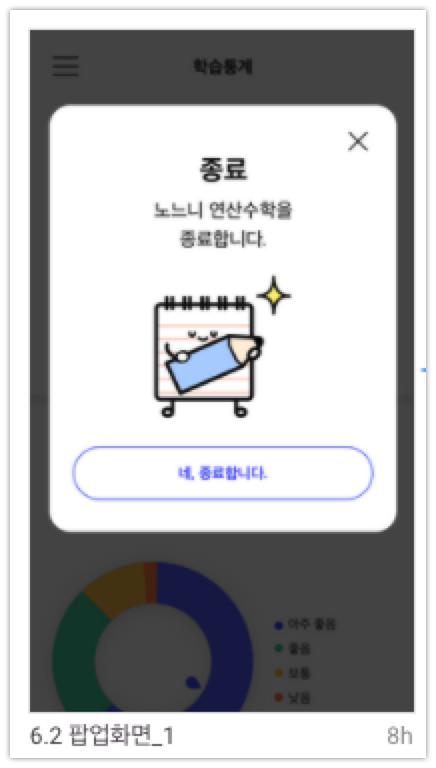 학습통계
종료
노느니 연산수학을
종료합니다.
네, 종료합니다.
아주 좋음
좋음
보통
낮음
6.2 팝업화면_1
8h